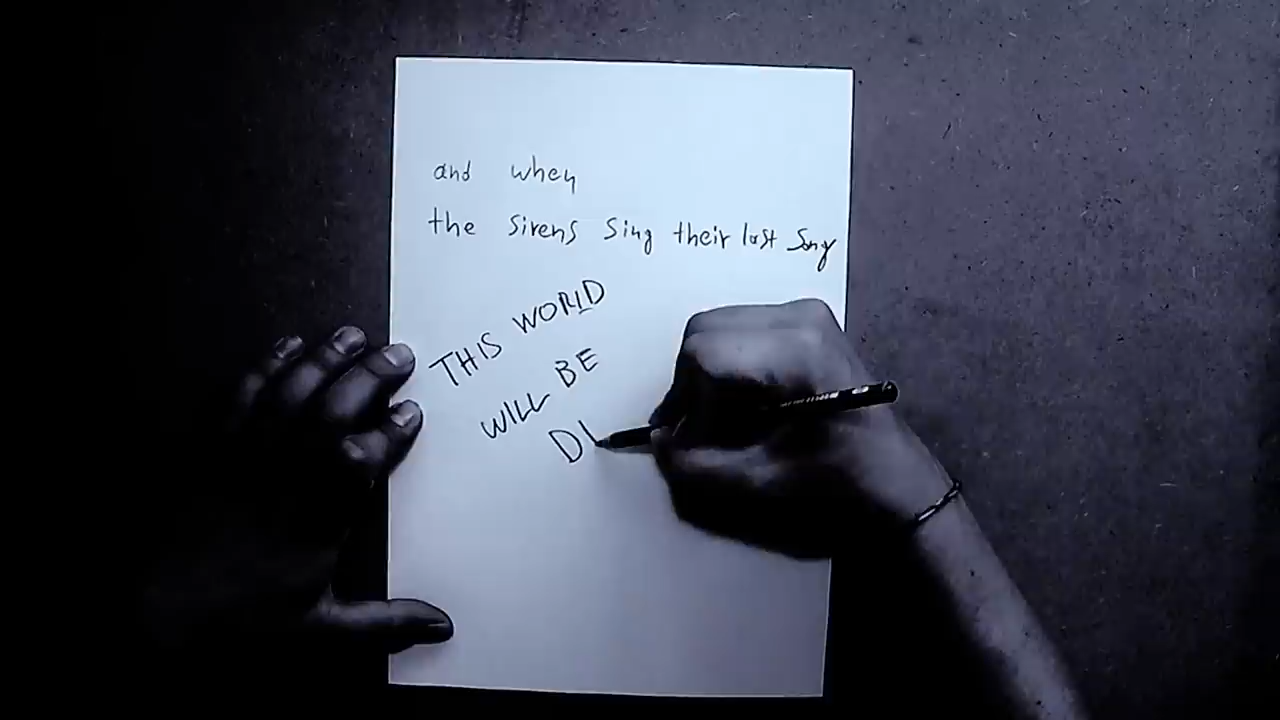 and when
the sirens sing their last song
THIS WORLD
WILL BE
DI